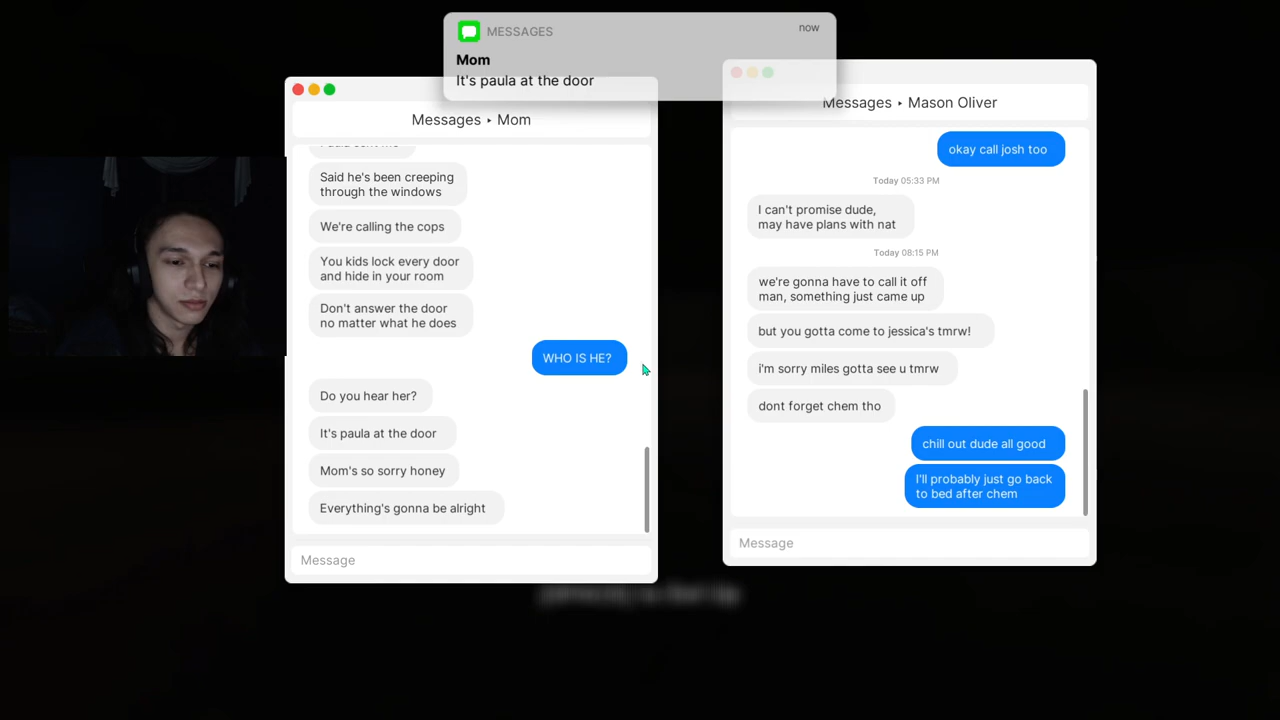 MESSAGES
now
Mom
It's paula at the door
Messages ‣ Mom
Said he's been creeping
through the windows
We're calling the cops
You kids lock every door
and hide in your room
Don't answer the door
no matter what he does
WHO IS HE?
Do you hear her?
It's paula at the door
Mom's so sorry honey
Everything's gonna be alright
Message
Messages ‣ Mason Oliver
okay call josh too
Today 05:33 PM
I can't promise dude,
may have plans with nat
Today 08:15 PM
we're gonna have to call it off
man, something just came up
but you gotta come to jessica's tmrw!
i'm sorry miles gotta see u tmrw
dont forget chem tho
chill out dude all good
I'll probably just go back
to bed after chem
Message